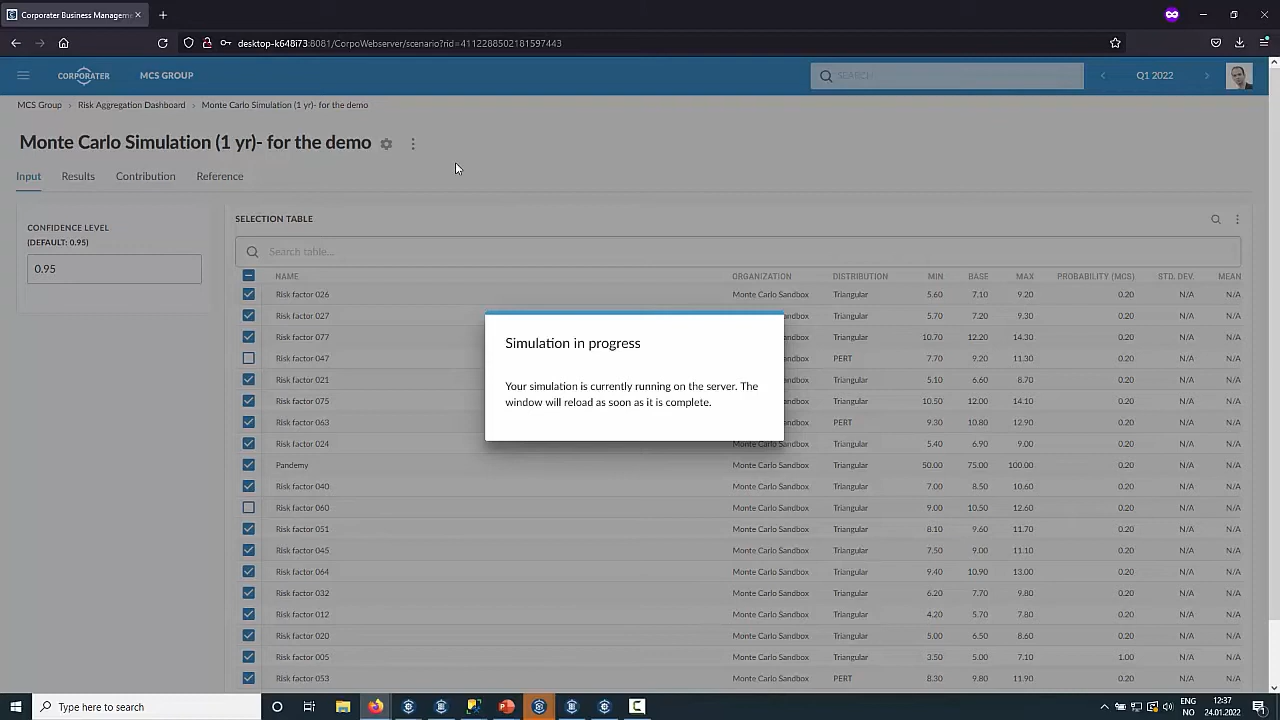 Corporater Business Managem
desktop-k648i73:8081/CorpoWebserver/scenario?rid=4112288502181597443
CORPORATER MCS GROUP SEARCH Q1 2022
MCS Group > Risk Aggregation Dashboard > Monte Carlo Simulation (1 yr)- for the demo
Monte Carlo Simulation (1 yr)- for the demo
Input Results Contribution Reference
CONFIDENCE LEVEL
(DEFAULT: 0.95)
0.95
SELECTION TABLE
Search table...
NAME ORGANIZATION DISTRIBUTION MIN BASE MAX PROBABILITY (MCS) STD. DEV. MEAN
Risk factor 026 Monte Carlo Sandbox Triangular 5.60 7.10 9.20 0.20 N/A N/A
Risk factor 027 andbox Triangular 5.70 7.20 9.30 0.20 N/A N/A
Risk factor 077 andbox Triangular 10.70 12.20 14.30 0.20 N/A N/A
Risk factor 047 andbox PERT 7.70 9.20 11.30 0.20 N/A N/A
Risk factor 021 andbox Triangular 5.10 6.60 8.70 0.20 N/A N/A
Risk factor 075 andbox Triangular 10.50 12.00 14.10 0.20 N/A N/A
Risk factor 063 andbox PERT 9.30 10.80 12.90 0.20 N/A N/A
Risk factor 024 Monte Carlo Sandbox Triangular 5.40 6.90 9.00 0.20 N/A N/A
Pandemy Monte Carlo Sandbox Triangular 50.00 75.00 100.00 0.20 N/A N/A
Risk factor 040 Monte Carlo Sandbox Triangular 7.00 8.50 10.60 0.20 N/A N/A
Risk factor 060 Monte Carlo Sandbox Triangular 9.00 10.50 12.60 0.20 N/A N/A
Risk factor 051 Monte Carlo Sandbox Triangular 8.10 9.60 11.70 0.20 N/A N/A
Risk factor 045 Monte Carlo Sandbox Triangular 7.50 9.00 11.10 0.20 N/A N/A
Risk factor 064 Monte Carlo Sandbox Triangular 9.40 10.90 13.00 0.20 N/A N/A
Risk factor 032 Monte Carlo Sandbox Triangular 6.20 7.70 9.80 0.20 N/A N/A
Risk factor 012 Monte Carlo Sandbox Triangular 4.20 5.70 7.80 0.20 N/A N/A
Risk factor 020 Monte Carlo Sandbox Triangular 5.00 6.50 8.60 0.20 N/A N/A
Risk factor 005 Monte Carlo Sandbox Triangular 3.50 5.00 7.10 1.00 N/A N/A
Risk factor 053 Monte Carlo Sandbox PERT 8.30 9.80 11.90 0.20 N/A N/A
Simulation in progress
Your simulation is currently running on the server. The
window will reload as soon as it is complete.
Type here to search
ENG 12:37
NO 24.01.2022